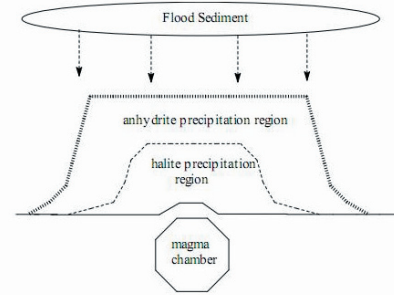 Flood Sediment
anhydrite precipitation region
halite precipitation
region
magma
chamber